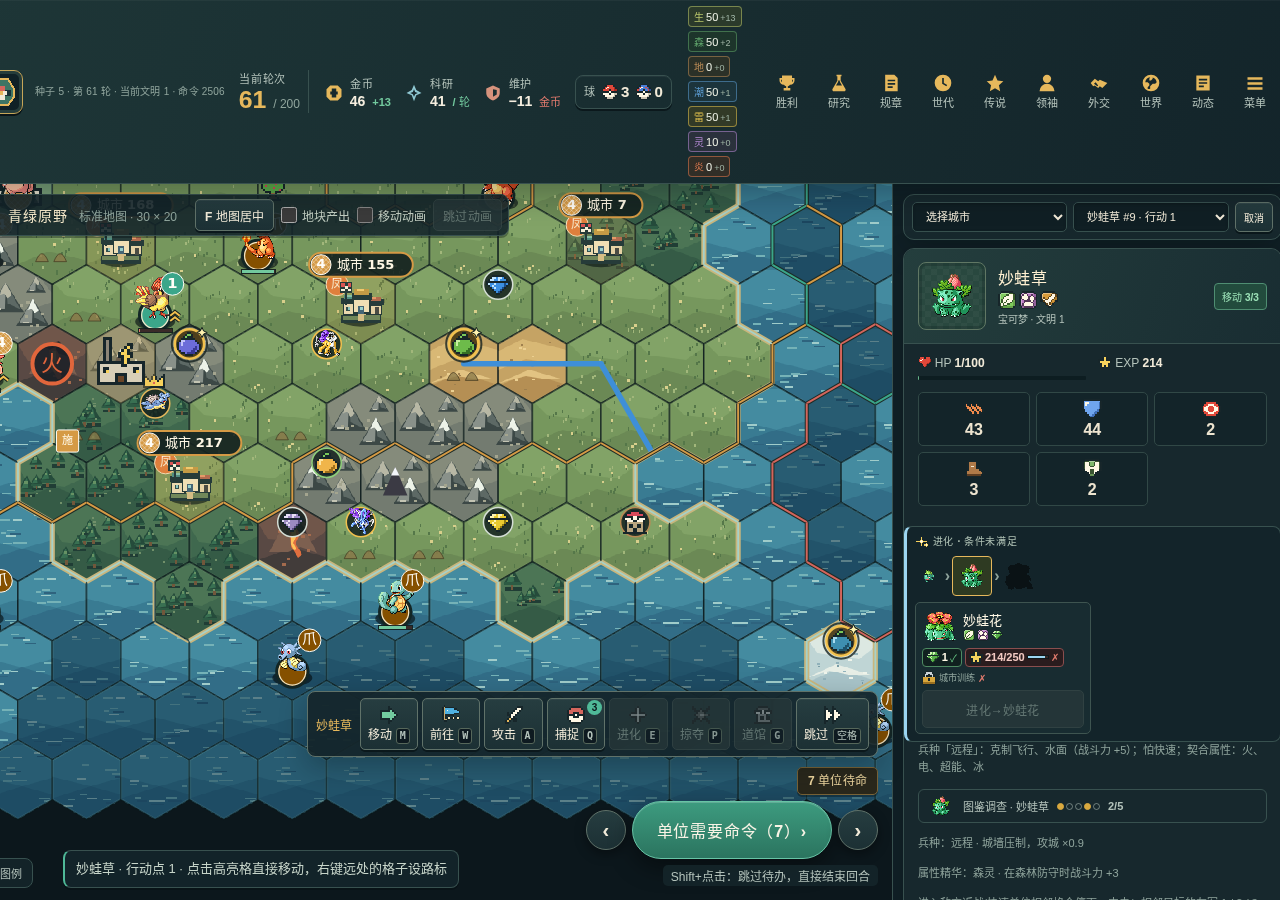 种子 5 · 第 61 轮 · 当前文明 1 · 命令 2506
当前轮次
61 / 200
金币
46 +13
科研
41 / 轮
维护
−11 金币
球 3 0
生 50 +13
森 50 +2
地 0 +0
潮 50 +1
雷 50 +1
灵 10 +0
炎 0 +0
胜利
研究
规章
世代
传说
领袖
外交
世界
动态
菜单
青绿原野
标准地图 · 30 × 20
F 地图居中
地块产出
移动动画
跳过动画
4 城市 168
4 城市 7
4 城市 155
4 城市 217
1
火
施
爪
爪
爪
妙蛙草
移动 M
前往 W
攻击 A
捕捉 Q
3
进化 E
掠夺 P
道馆 G
跳过 空格
7 单位待命
‹
单位需要命令（7） ›
›
Shift+点击：跳过待办，直接结束回合
图例
妙蛙草 · 行动点 1 · 点击高亮格直接移动，右键远处的格子设路标
选择城市
妙蛙草 #9 · 行动 1
取消
妙蛙草
宝可梦 · 文明 1
移动 3/3
HP 1/100
EXP 214
43
44
2
3
2
进化 · 条件未满足
› ›
妙蛙花
1 ✓
214/250 ✗
城市训练 ✗
进化→妙蛙花
兵种「远程」：克制飞行、水面（战斗力 +5）；怕快速；契合属性：火、
电、超能、冰
图鉴调查 · 妙蛙草 2/5
兵种：远程 · 城墙压制，攻城 ×0.9
属性精华：森灵 · 在森林防守时战斗力 +3